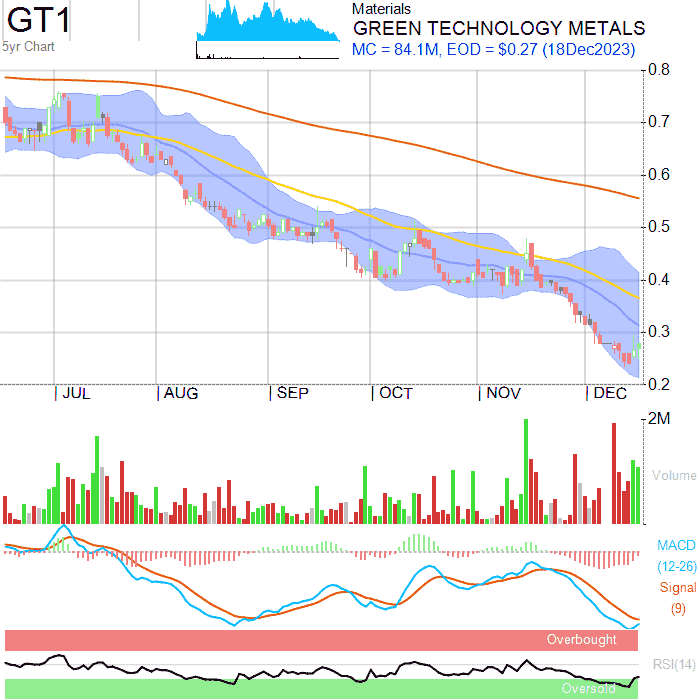 GT1
5yr Chart
Materials
GREEN TECHNOLOGY METALS
MC = 84.1M, EOD = $0.27 (18Dec2023)
0.8
0.7
0.6
0.5
0.4
0.3
0.2
JUL AUG SEP OCT NOV DEC
2M
Volume
MACD
(12-26)
Signal
(9)
Overbought
RSI(14)
Oversold